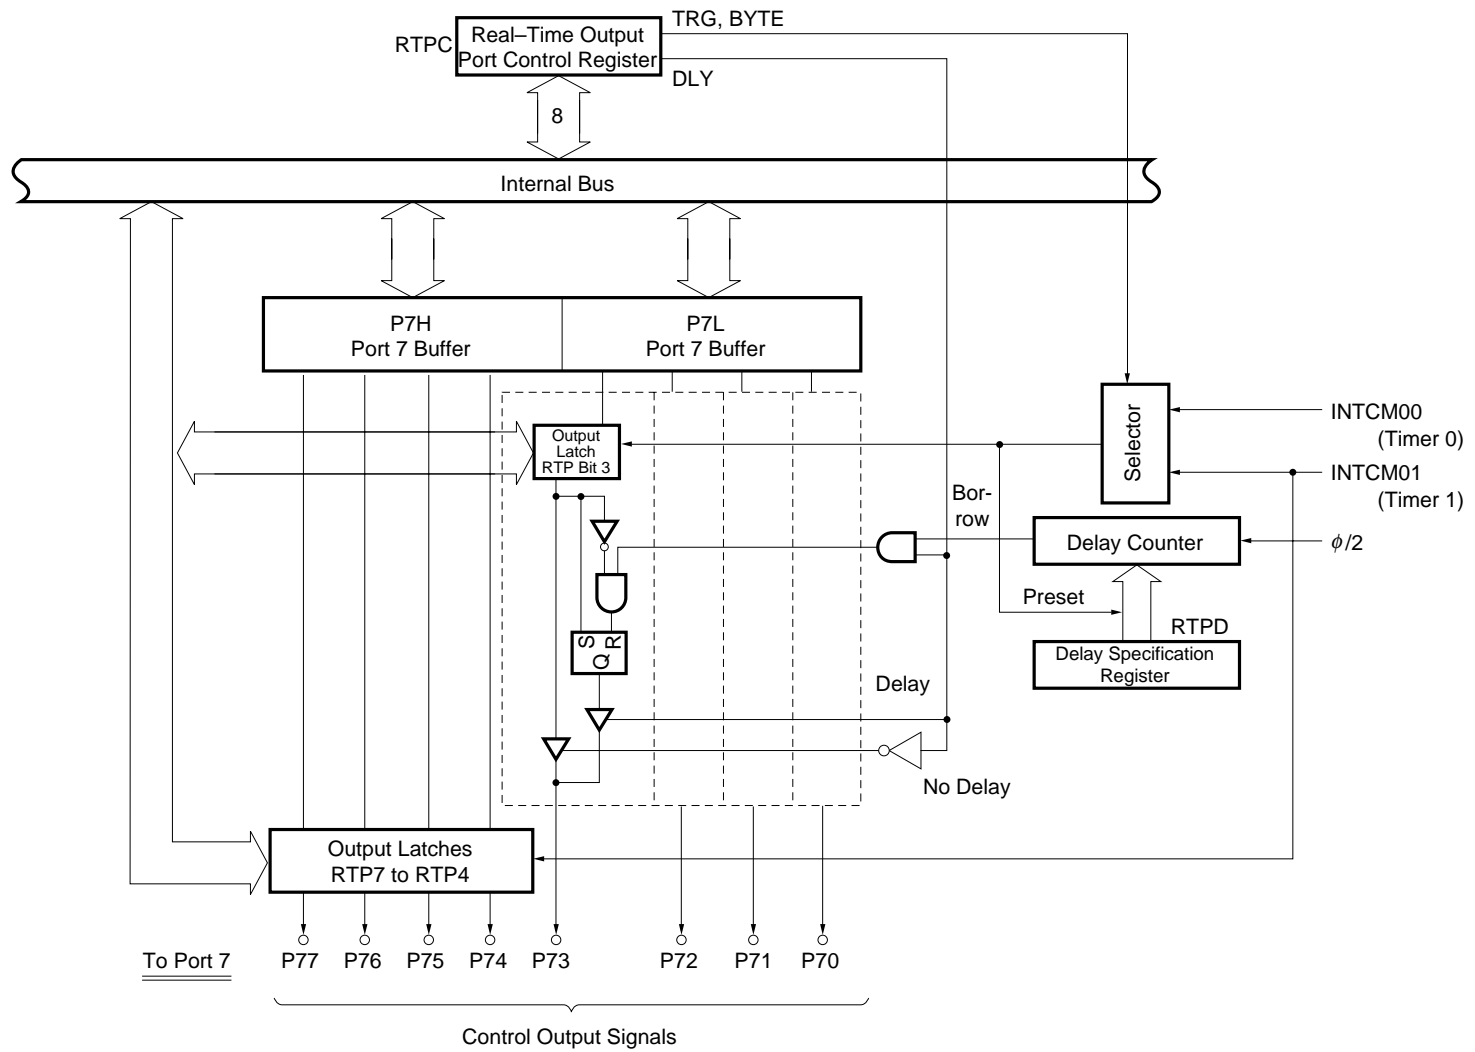 TRG, BYTE
RTPC
Real–Time Output
Port Control Register
DLY
8
Internal Bus
P7H
Port 7 Buffer
P7L
Port 7 Buffer
Output
Latch
RTP Bit 3
Selector
INTCM00
(Timer 0)
INTCM01
(Timer 1)
Bor-
row
Delay Counter
ϕ/2
Preset
RTPD
Delay Specification
Register
S
R
Q
Delay
No Delay
Output Latches
RTP7 to RTP4
To Port 7
P77
P76
P75
P74
P73
P72
P71
P70
Control Output Signals